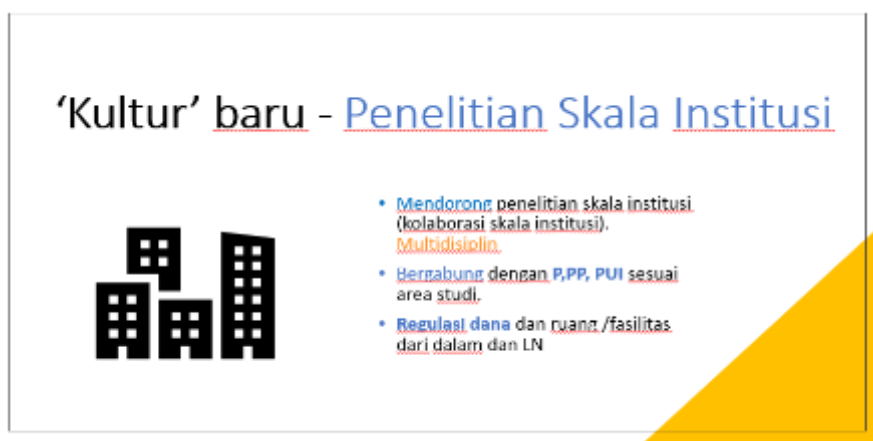 ‘Kultur’ baru - Penelitian Skala Institusi
• Mendorong penelitian skala institusi
(kolaborasi skala institusi).
Multidisiplin.
• Bergabung dengan P,PP, PUI sesuai
area studi.
• Regulasi dana dan ruang /fasilitas
dari dalam dan LN